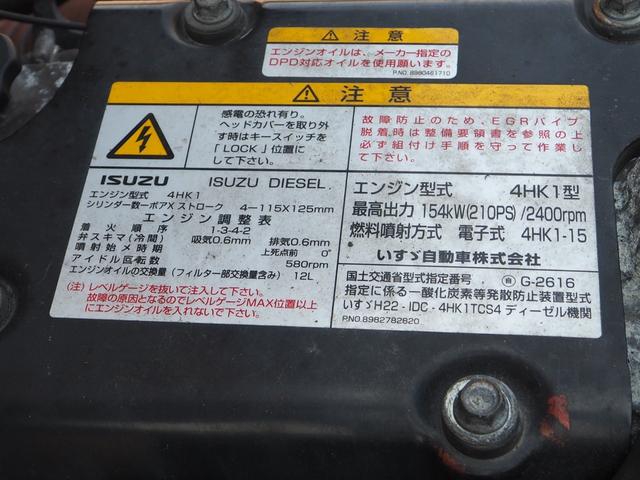 注意
エンジンオイルは、メーカー指定の
DPD対応オイルを使用願います。
P.NO. 8980461710
注意
感電の恐れ有り。
ヘッドカバーを取り外
す時はキースイッチを
「LOCK」位置に
して下さい。
故障防止のため、EGRパイプ
脱着時は整備要領書を参照の上
必ず組付け手順を守って作業し
て下さい。
ISUZU ISUZU DIESEL
エンジン型式 4HK1
シリンダー数ーボアXストローク 4-115X125mm
エンジン調整表
着火順序 1-3-4-2
弁スキマ(冷間) 吸気0.6mm 排気0.6mm
噴射始メ時期 上死点前 0°
アイドル回転数 580rpm
エンジンオイルの交換量(フィルター部交換量含み) 12L
(注)レベルゲージを抜いて注入して下さい。
故障の原因となるのでレベルゲージMAX位置以上
にエンジンオイルを注入しないで下さい。
エンジン型式 4HK1型
最高出力 154kW(210PS)/2400rpm
燃料噴射方式 電子式 4HK1-15
いすゞ自動車株式会社
国土交通省型式指定番号 自 G-2616
指定に係る一酸化炭素等発散防止装置型式
いすゞH22-IDC-4HK1TCS4 ディーゼル機関
P.NO.8982782620